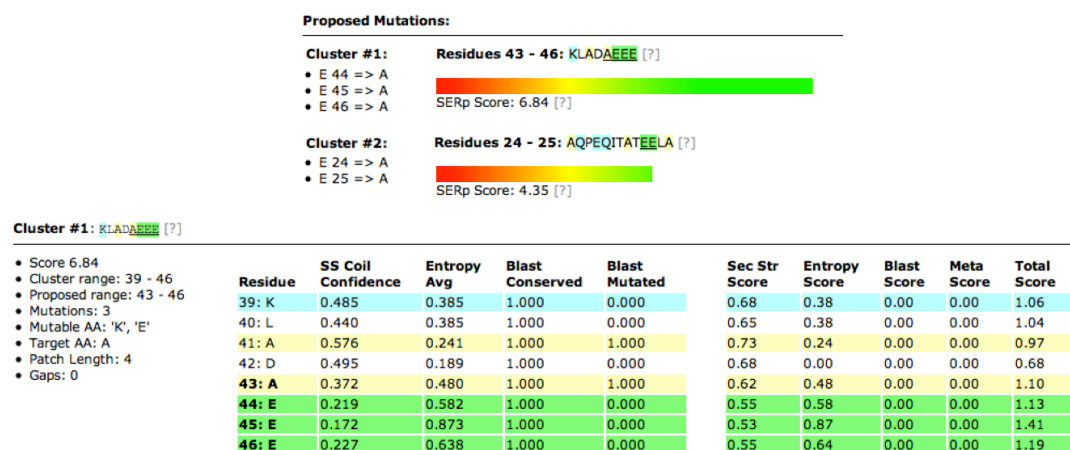 Proposed Mutations:
Cluster #1:
Residues 43 - 46: KLADAEEE [?]
• E 44 => A
• E 45 => A
• E 46 => A
SERp Score: 6.84 [?]
Cluster #2:
Residues 24 - 25: AQPEQITATEELA [?]
• E 24 => A
• E 25 => A
SERp Score: 4.35 [?]
Cluster #1: KLADAEEE [?]
• Score 6.84
• Cluster range: 39 - 46
• Proposed range: 43 - 46
• Mutations: 3
• Mutable AA: 'K', 'E'
• Target AA: A
• Patch Length: 4
• Gaps: 0
Residue SS Coil Confidence Entropy Avg Blast Conserved Blast Mutated Sec Str Score Entropy Score Blast Score Meta Score Total Score
39: K 0.485 0.385 1.000 0.000 0.68 0.38 0.00 0.00 1.06
40: L 0.440 0.385 1.000 0.000 0.65 0.38 0.00 0.00 1.04
41: A 0.576 0.241 1.000 1.000 0.73 0.24 0.00 0.00 0.97
42: D 0.495 0.189 1.000 0.000 0.68 0.00 0.00 0.00 0.68
43: A 0.372 0.480 1.000 1.000 0.62 0.48 0.00 0.00 1.10
44: E 0.219 0.582 1.000 0.000 0.55 0.58 0.00 0.00 1.13
45: E 0.172 0.873 1.000 0.000 0.53 0.87 0.00 0.00 1.41
46: E 0.227 0.638 1.000 0.000 0.55 0.64 0.00 0.00 1.19